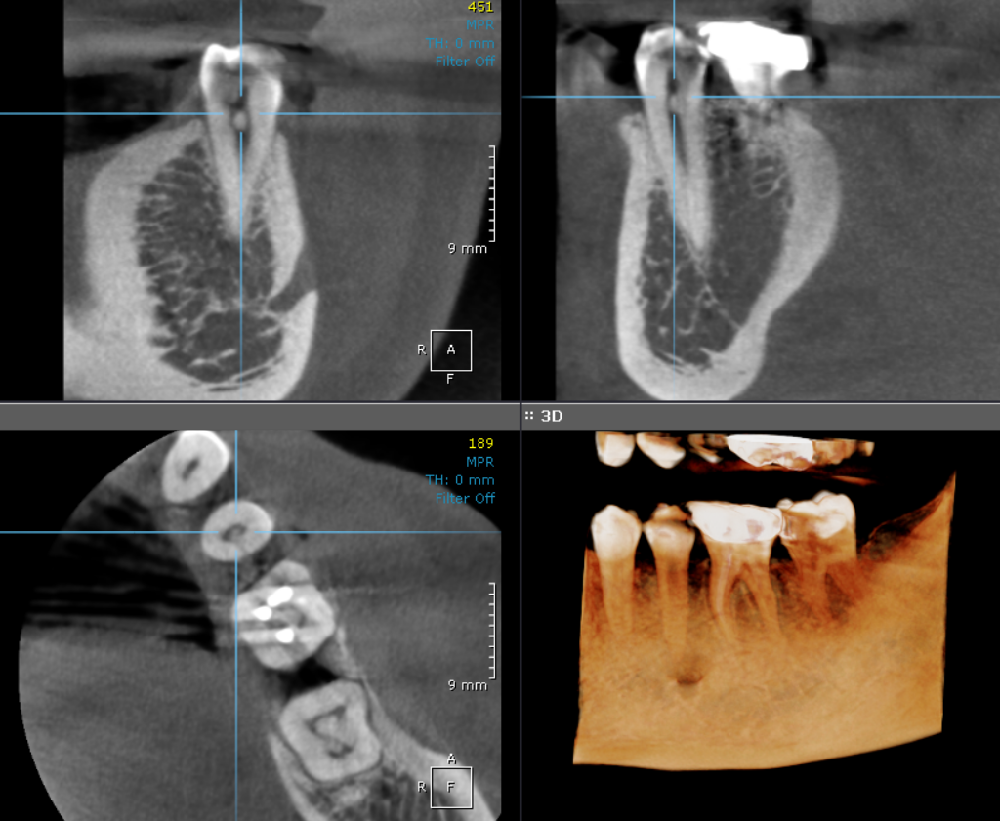 451
MPR
TH: 0 mm
Filter Off
9 mm
R A
F
3D
189
MPR
TH: 0 mm
Filter Off
9 mm
A
R F